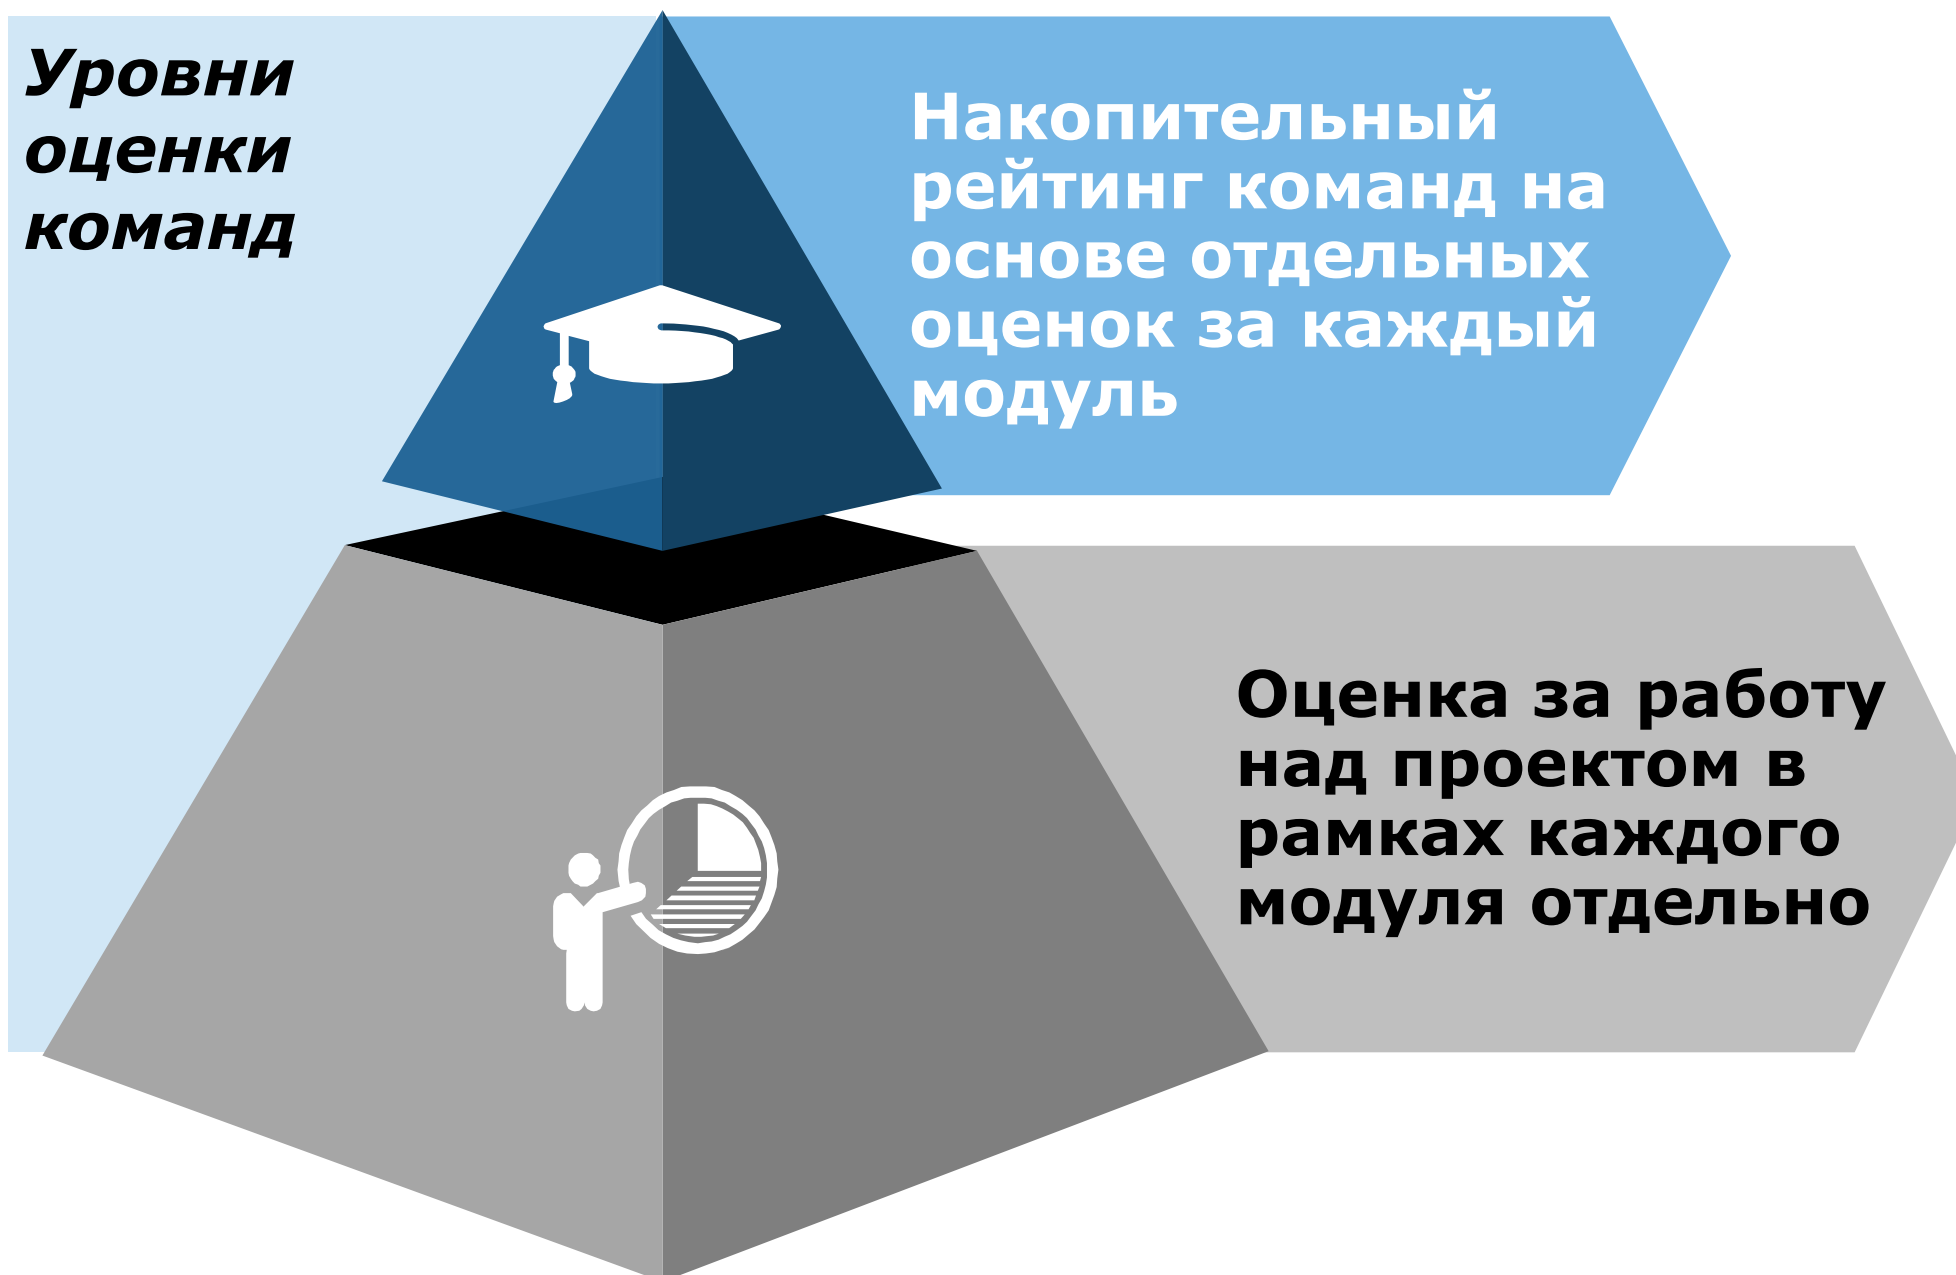 Уровни
оценки
команд
Накопительный
рейтинг команд на
основе отдельных
оценок за каждый
модуль
Оценка за работу
над проектом в
рамках каждого
модуля отдельно